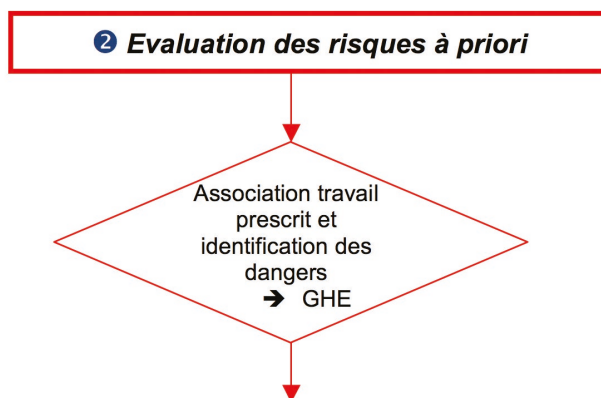 ❷ Evaluation des risques à priori
Association travail
prescrit et
identification des
dangers
➔ GHE